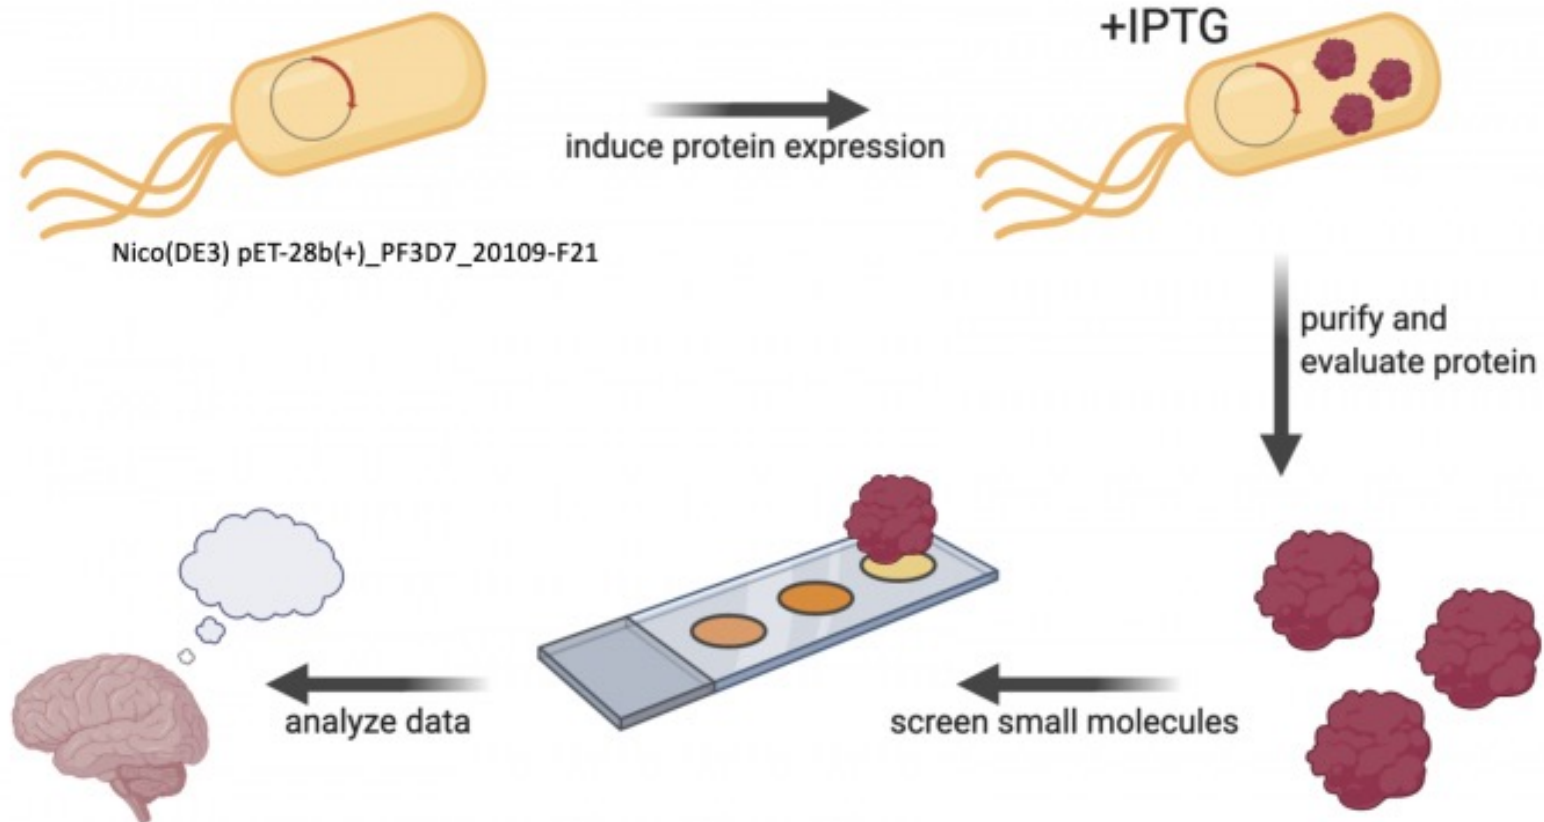 +IPTG
induce protein expression
Nico(DE3) pET-28b(+)_PF3D7_20109-F21
purify and
evaluate protein
screen small molecules
analyze data